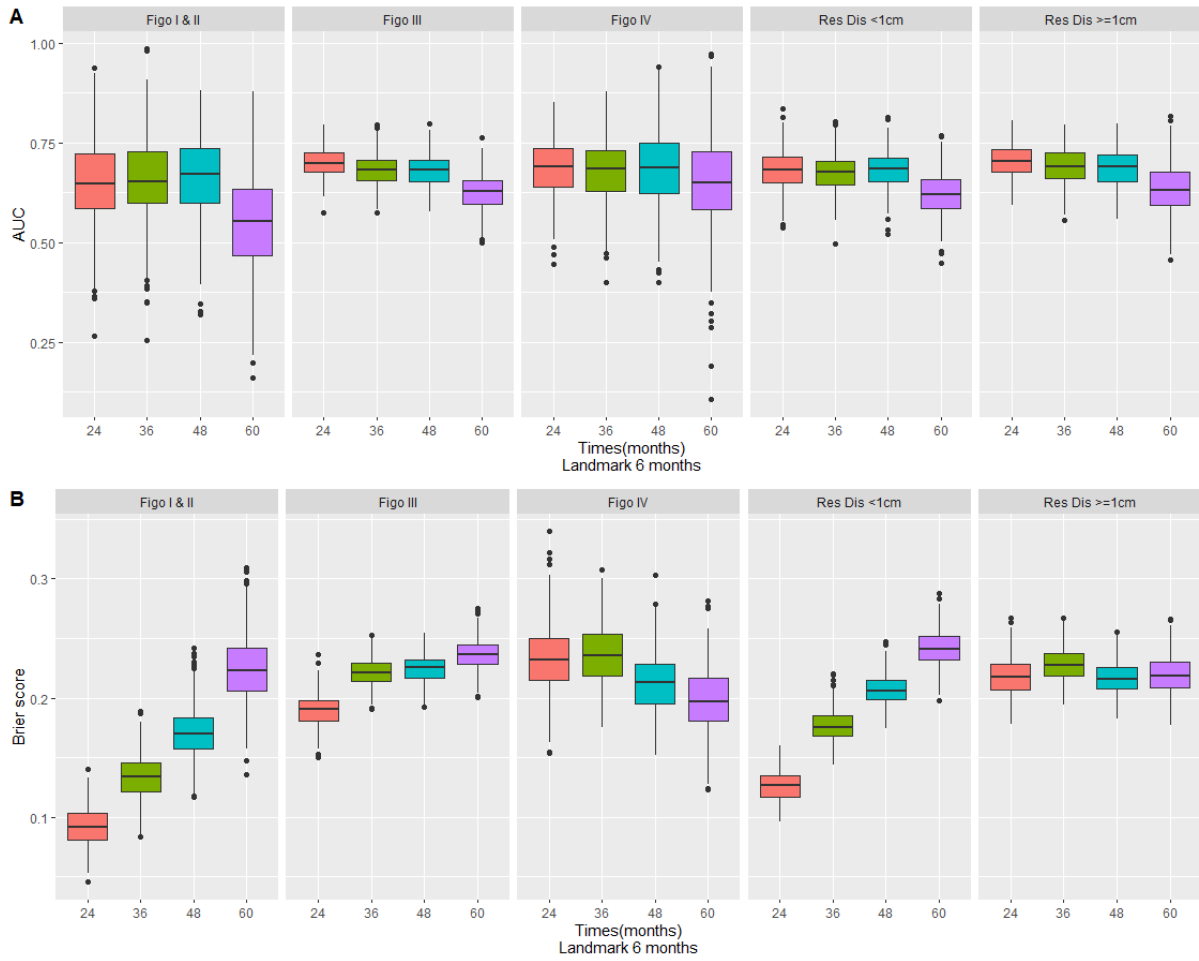 A
Figo I & II Figo III Figo IV Res Dis <1cm Res Dis >=1cm
1.00
0.75
0.50
0.25
AUC
24 36 48 60 24 36 48 60 24 36 48 60 24 36 48 60 24 36 48 60
Times(months)
Landmark 6 months
B
Figo I & II Figo III Figo IV Res Dis <1cm Res Dis >=1cm
0.3
0.2
0.1
Brier score
24 36 48 60 24 36 48 60 24 36 48 60 24 36 48 60 24 36 48 60
Times(months)
Landmark 6 months